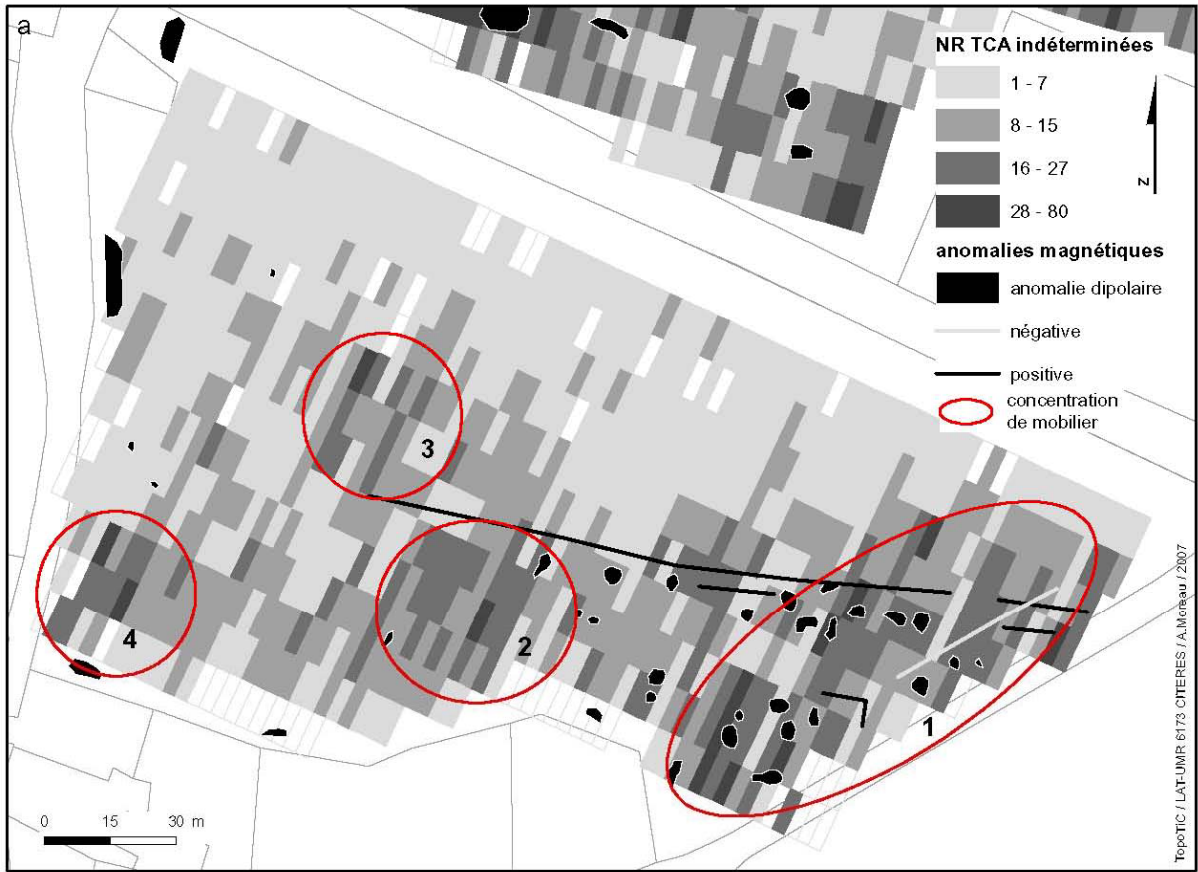 a
NR TCA indéterminées
1 - 7
8 - 15
16 - 27
28 - 80
N
anomalies magnétiques
anomalie dipolaire
négative
positive
concentration
de mobilier
3
4
2
1
0 15 30 m
TopoTiC / LAT-UMR 6173 CITERES / A.Moreau / 2007